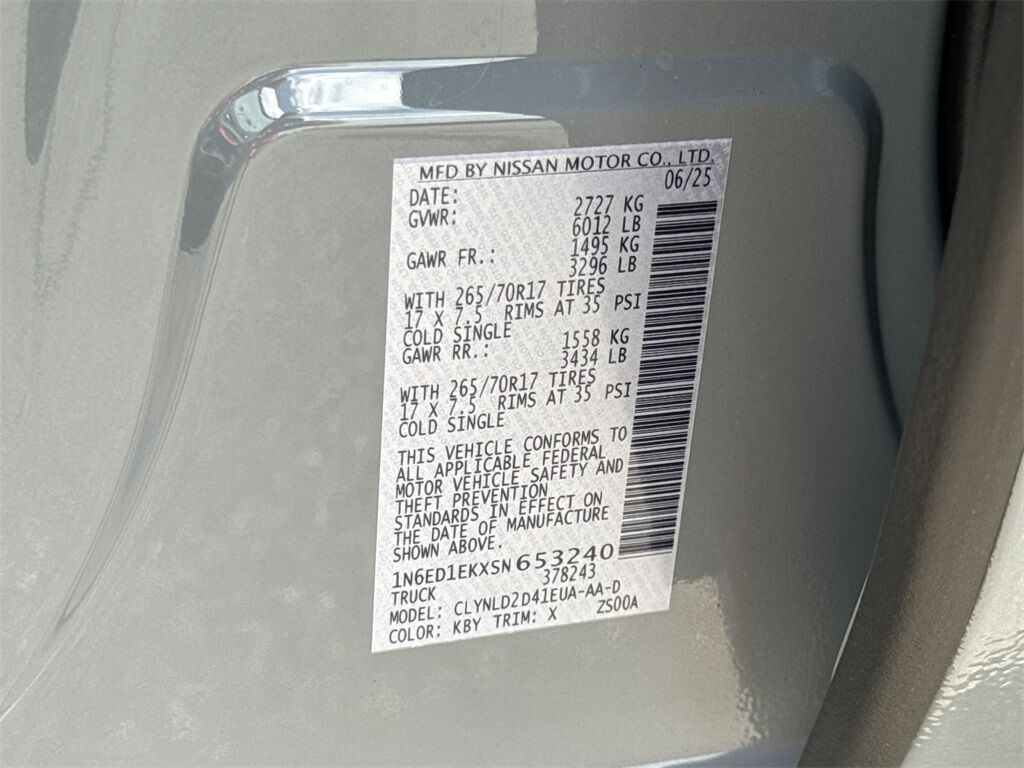 MFD BY NISSAN MOTOR CO., LTD.
DATE: 06/25
GVWR: 2727 KG
6012 LB
GAWR FR.: 1495 KG
3296 LB
WITH 265/70R17 TIRES
17 X 7.5 RIMS AT 35 PSI
COLD SINGLE
GAWR RR.: 1558 KG
3434 LB
WITH 265/70R17 TIRES
17 X 7.5 RIMS AT 35 PSI
COLD SINGLE
THIS VEHICLE CONFORMS TO
ALL APPLICABLE FEDERAL
MOTOR VEHICLE SAFETY AND
THEFT PREVENTION
STANDARDS IN EFFECT ON
THE DATE OF MANUFACTURE
SHOWN ABOVE.
1N6ED1EKXSN653240
TRUCK 378243
MODEL: CLYNLD2D41EUA-AA-D
COLOR: KBY TRIM: X ZS00A